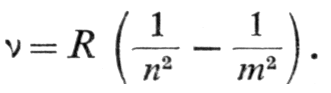 ν = R ( 1/n² − 1/m² ).